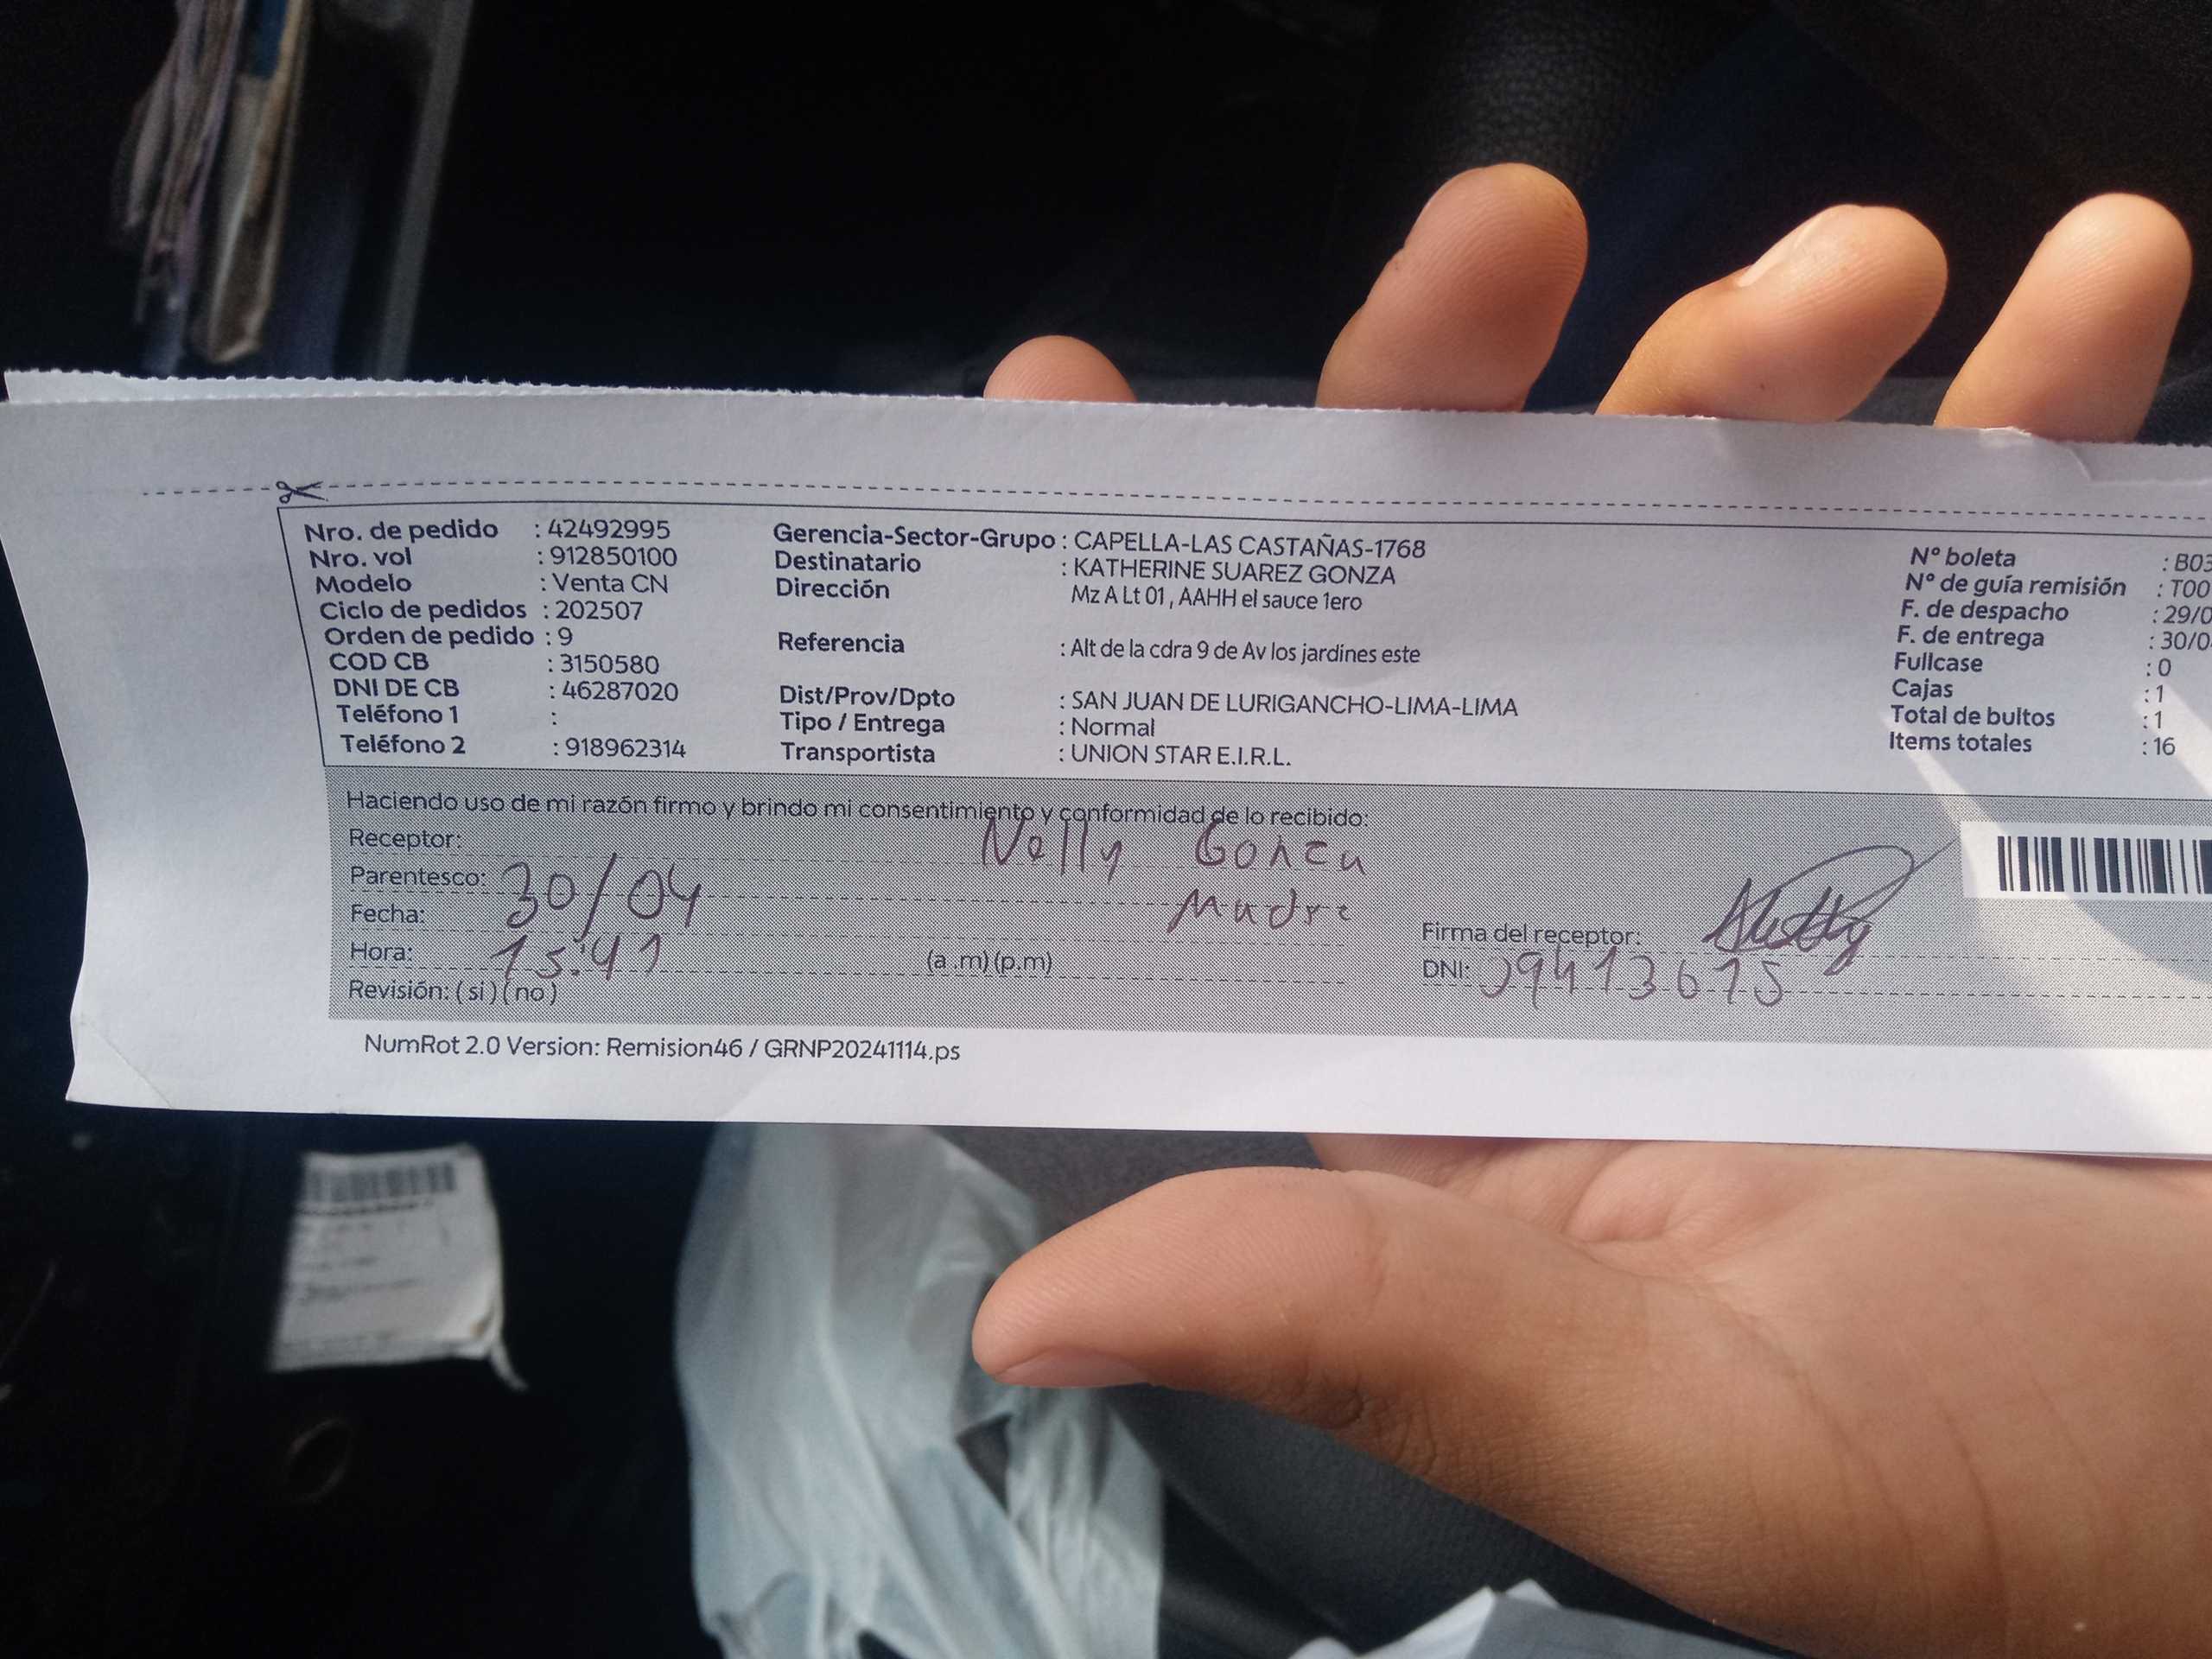 Nro. de pedido : 42492995
Nro. vol : 912850100
Modelo : Venta CN
Ciclo de pedidos : 202507
Orden de pedido : 9
COD CB : 3150580
DNI DE CB : 46287020
Teléfono 1 :
Teléfono 2 : 918962314
Gerencia-Sector-Grupo : CAPELLA-LAS CASTAÑAS-1768
Destinatario : KATHERINE SUAREZ GONZA
Dirección Mz A Lt 01 , AAHH el sauce 1ero
Referencia : Alt de la cdra 9 de Av los jardines este
Dist/Prov/Dpto : SAN JUAN DE LURIGANCHO-LIMA-LIMA
Tipo / Entrega : Normal
Transportista : UNION STAR E.I.R.L.
N° boleta : B03
N° de guía remisión : T00
F. de despacho : 29/0
F. de entrega : 30/0
Fullcase : 0
Cajas : 1
Total de bultos : 1
Items totales : 16
Haciendo uso de mi razón firmo y brindo mi consentimiento y conformidad de lo recibido:
Receptor: Nelly Gonza
Parentesco: Madre
Fecha: 30/04
Hora: 15:41 (a .m) (p.m)
Revisión: ( si ) ( no )
Firma del receptor:
DNI: 09413675
NumRot 2.0 Version: Remision46 / GRNP20241114.ps